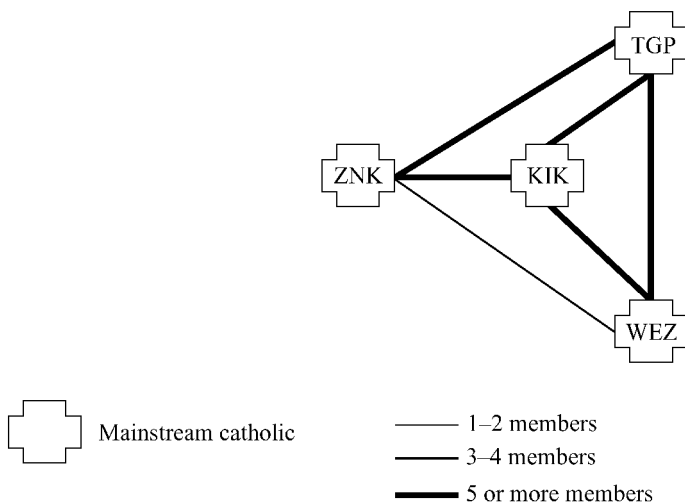 TGP
ZNK
KIK
WEZ
Mainstream catholic
1–2 members
3–4 members
5 or more members